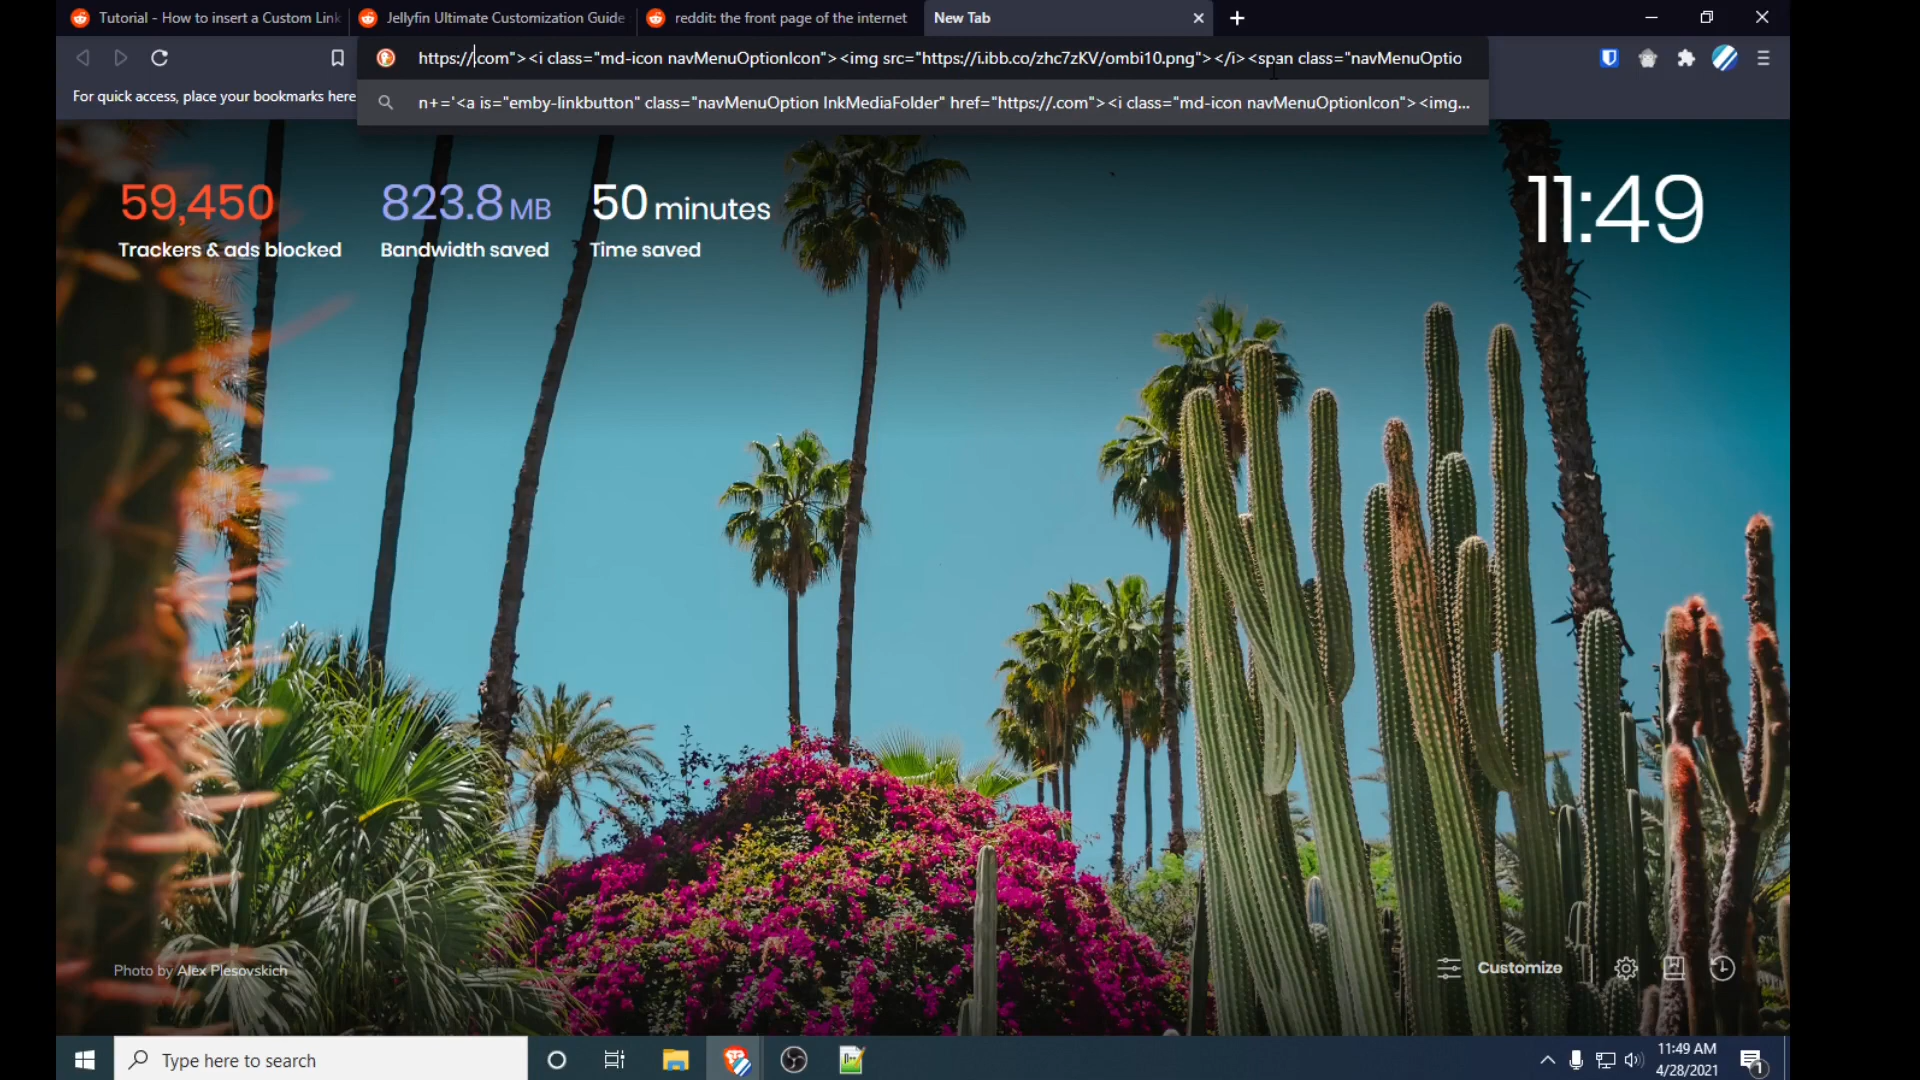 Tutorial - How to insert a Custom Link
Jellyfin Ultimate Customization Guide
reddit: the front page of the internet
New Tab
https://.com"><i class="md-icon navMenuOptionIcon"><img src="https://i.ibb.co/zhc7zKV/ombi10.png"></i><span class="navMenuOptio
For quick access, place your bookmarks here
n+='<a is="emby-linkbutton" class="navMenuOption lnkMediaFolder" href="https://.com"><i class="md-icon navMenuOptionIcon"><img...
59,450
Trackers & ads blocked
823.8 MB
Bandwidth saved
50 minutes
Time saved
11:49
Photo by Alex Plesovskich
Customize
Type here to search
11:49 AM
4/28/2021
1